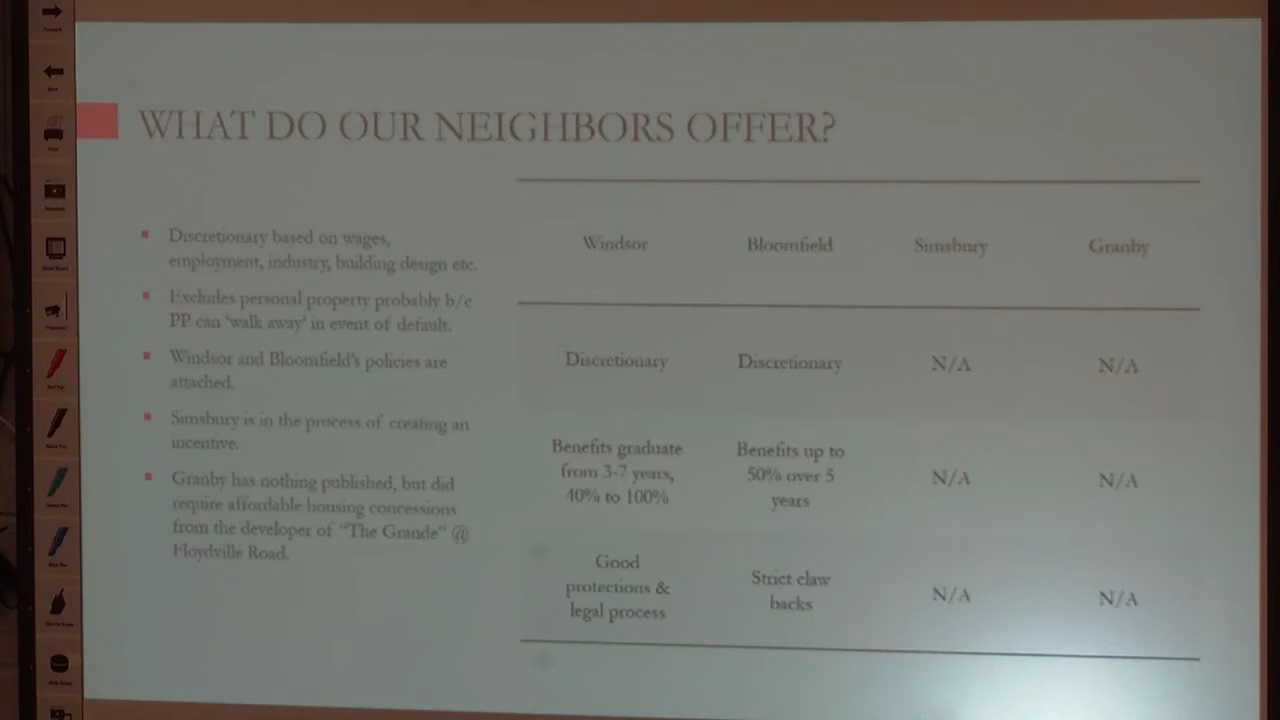 WHAT DO OUR NEIGHBORS OFFER?
Discretionary based on wages,
employment, industry, building design etc.
Excludes personal property probably b/c
PP can 'walk away' in event of default.
Windsor and Bloomfield's policies are
attached.
Simsbury is in the process of creating an
incentive.
Granby has nothing published, but did
require affordable housing concessions
from the developer of "The Grande" @
Floydville Road.
Windsor Bloomfield Simsbury Granby
Discretionary Discretionary N/A N/A
Benefits graduate
from 3-7 years,
40% to 100%
Benefits up to
50% over 5
years
N/A N/A
Good
protections &
legal process
Strict claw
backs
N/A N/A